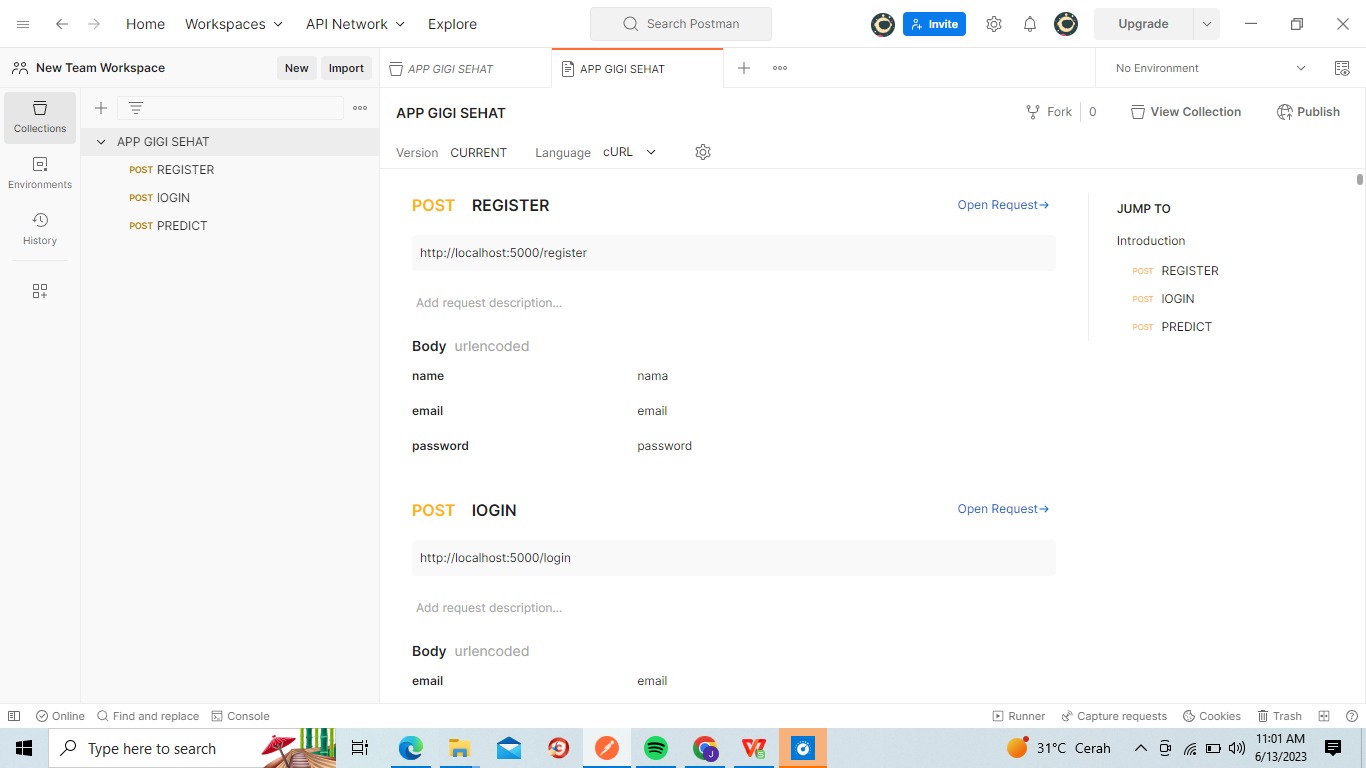 Home Workspaces API Network Explore Search Postman Invite Upgrade
New Team Workspace New Import APP GIGI SEHAT APP GIGI SEHAT No Environment
Collections
Environments
History
APP GIGI SEHAT
POST REGISTER
POST lOGIN
POST PREDICT
APP GIGI SEHAT Fork 0 View Collection Publish
Version CURRENT Language cURL
POST REGISTER Open Request→
http://localhost:5000/register
Add request description...
Body urlencoded
name nama
email email
password password
POST lOGIN Open Request→
http://localhost:5000/login
Add request description...
Body urlencoded
email email
JUMP TO
Introduction
POST REGISTER
POST lOGIN
POST PREDICT
Online Find and replace Console Runner Capture requests Cookies Trash
Type here to search 31°C Cerah 11:01 AM
6/13/2023